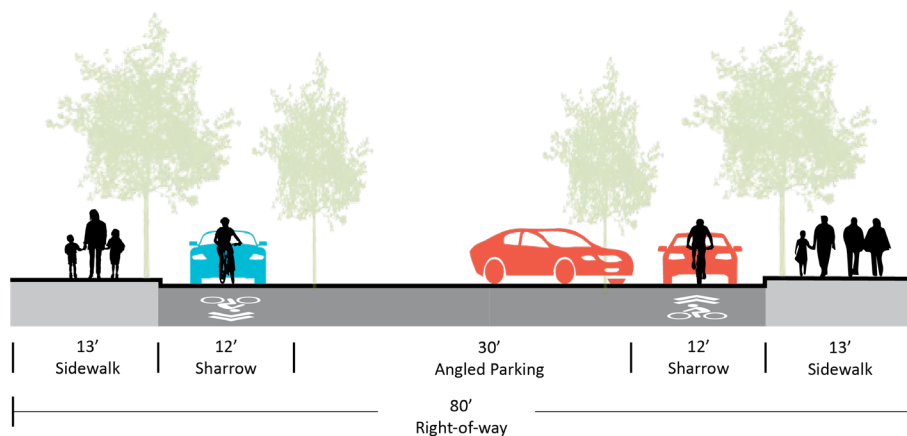 13’ 12’ 30’ 12’ 13’
Sidewalk Sharrow Angled Parking Sharrow Sidewalk
80’
Right-of-way